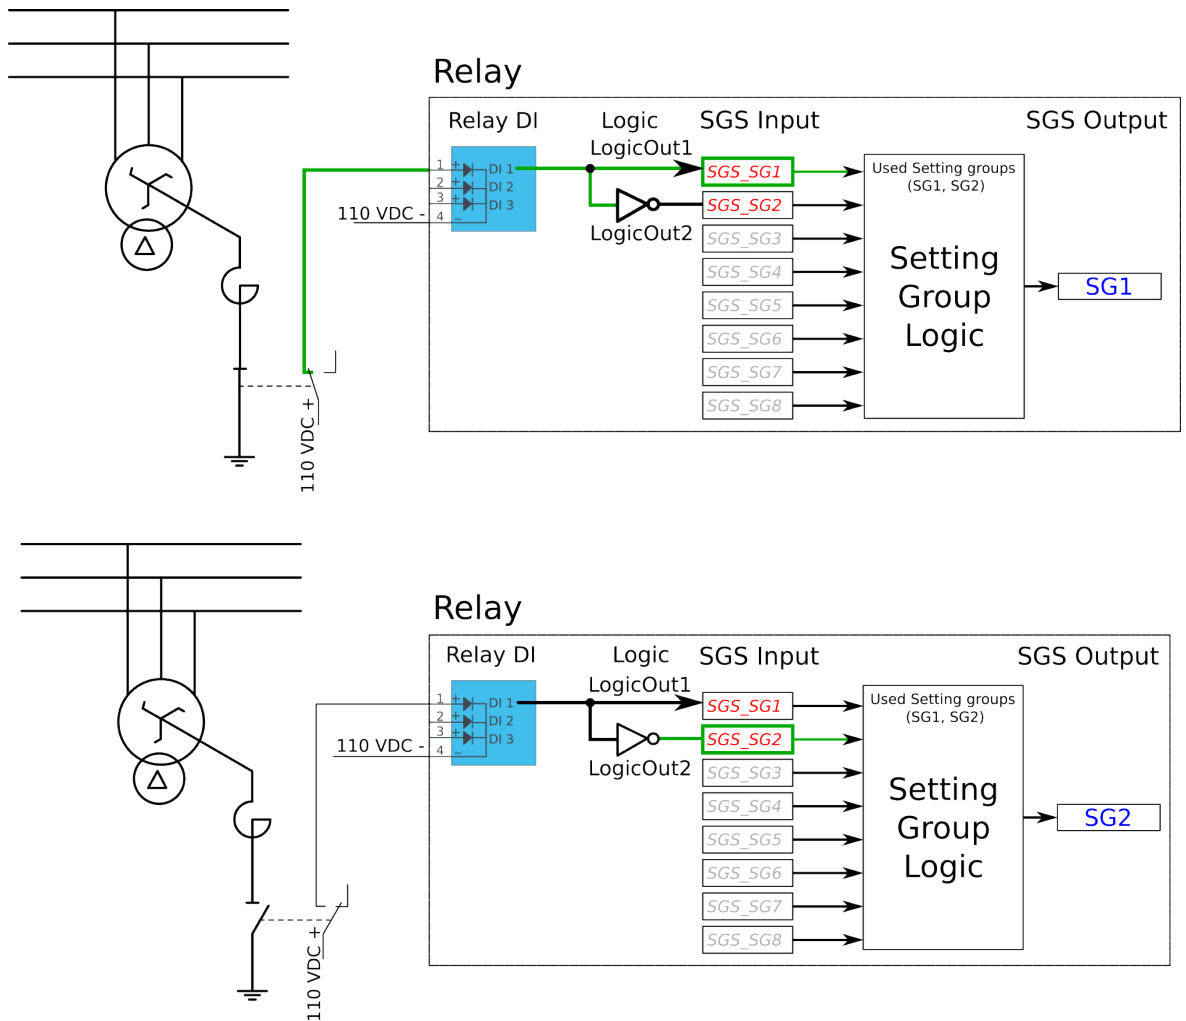 Relay
Relay DI
Logic
SGS Input
SGS Output
LogicOut1
1 +
DI 1
SGS_SG1
Used Setting groups
(SG1, SG2)
2 +
DI 2
3 +
DI 3
SGS_SG2
110 VDC -
4 −
LogicOut2
SGS_SG3
SGS_SG4
Setting
Group
Logic
SG1
SGS_SG5
SGS_SG6
SGS_SG7
SGS_SG8
110 VDC +
Relay
Relay DI
Logic
SGS Input
SGS Output
LogicOut1
1 +
DI 1
SGS_SG1
Used Setting groups
(SG1, SG2)
2 +
DI 2
3 +
DI 3
SGS_SG2
110 VDC -
4 −
LogicOut2
SGS_SG3
SGS_SG4
Setting
Group
Logic
SG2
SGS_SG5
SGS_SG6
SGS_SG7
SGS_SG8
110 VDC +